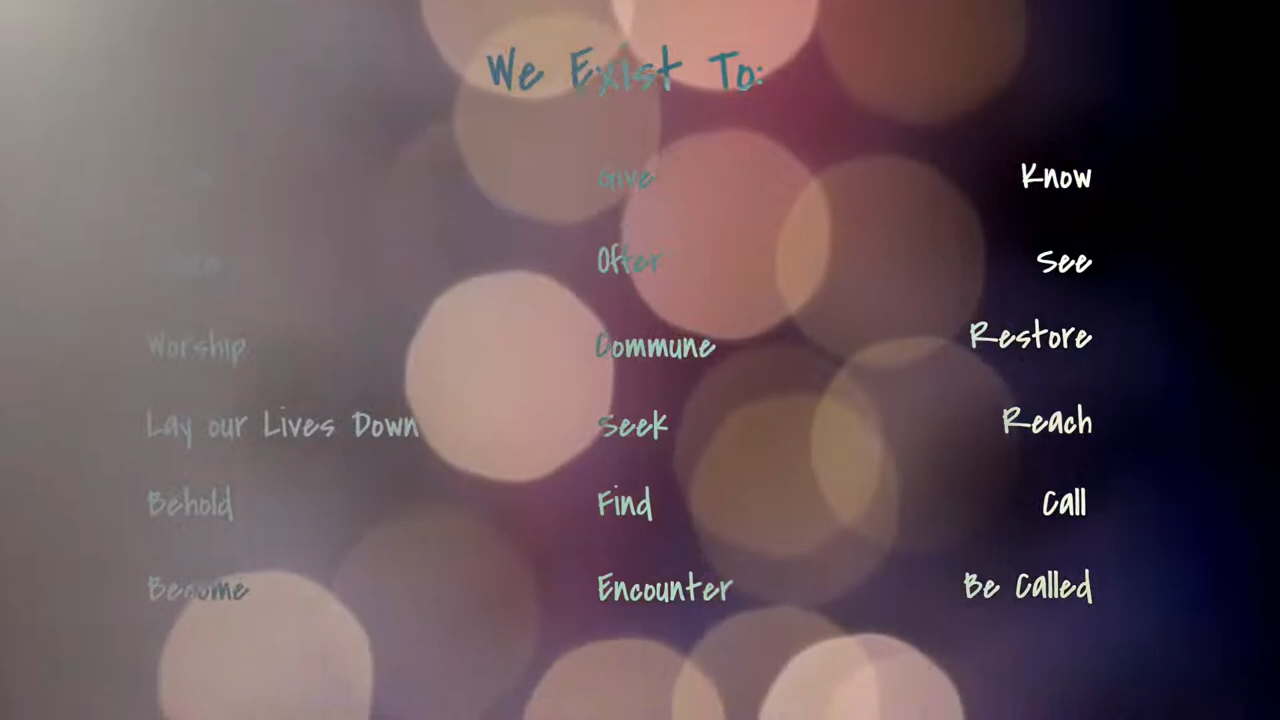 We Exist To:
Give
Know
Offer
See
Worship
Commune
Restore
Lay our Lives Down
Seek
Reach
Behold
Find
Call
Become
Encounter
Be Called